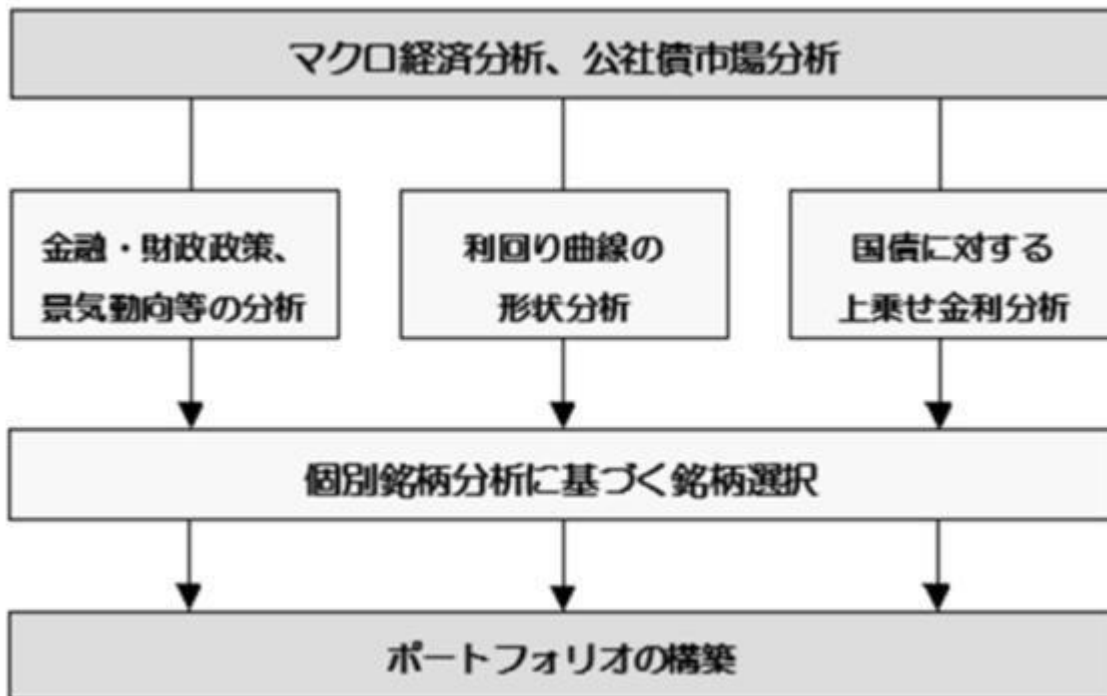 マクロ経済分析、公社債市場分析
金融・財政政策、
景気動向等の分析
利回り曲線の
形状分析
国債に対する
上乗せ金利分析
個別銘柄分析に基づく銘柄選択
ポートフォリオの構築